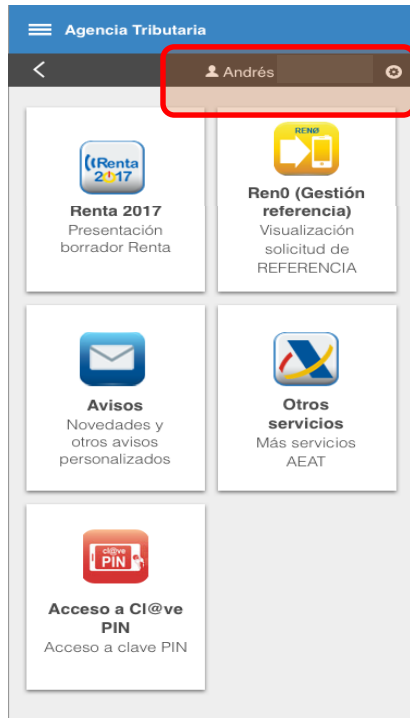 Agencia Tributaria
Andrés
Renta
2017
Renta 2017
Presentación
borrador Renta
RENØ
Ren0 (Gestión
referencia)
Visualización
solicitud de
REFERENCIA
Avisos
Novedades y
otros avisos
personalizados
Otros
servicios
Más servicios
AEAT
cl@ve
PIN
Acceso a Cl@ve
PIN
Acceso a clave PIN